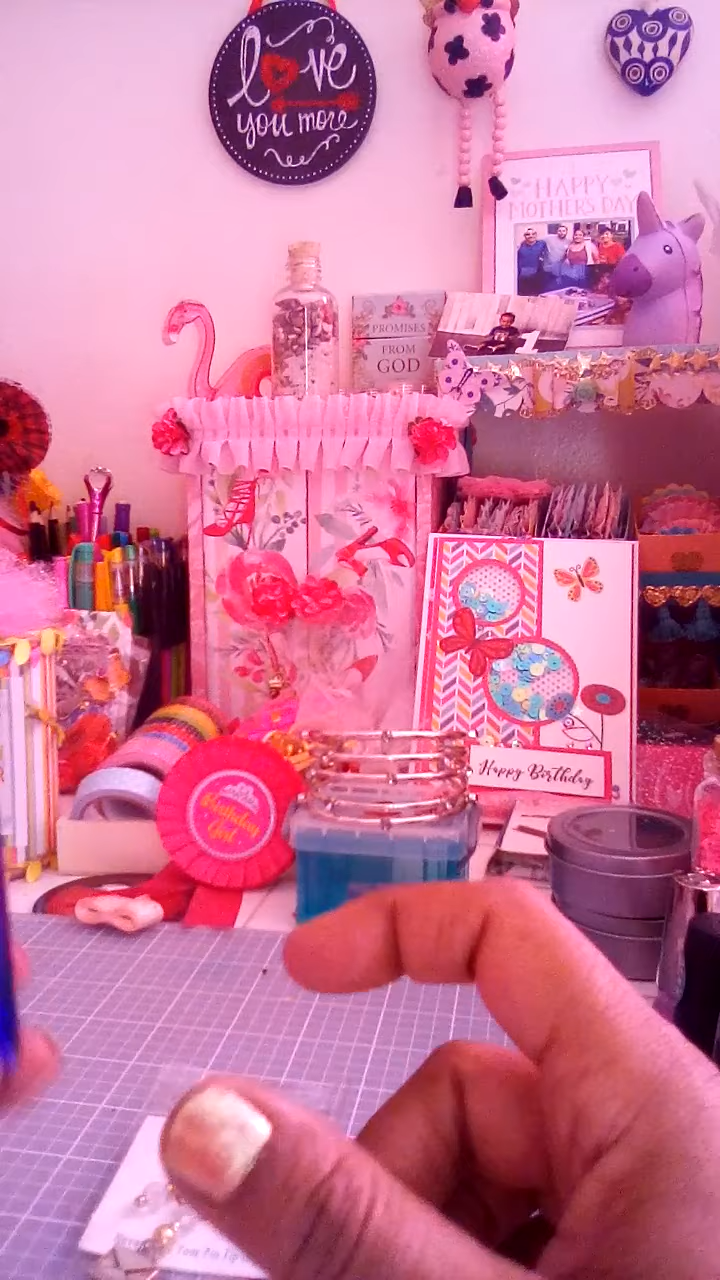 love
you more
HAPPY
MOTHERS DAY
PROMISES
FROM
GOD
Birthday
Girl
Happy Birthday